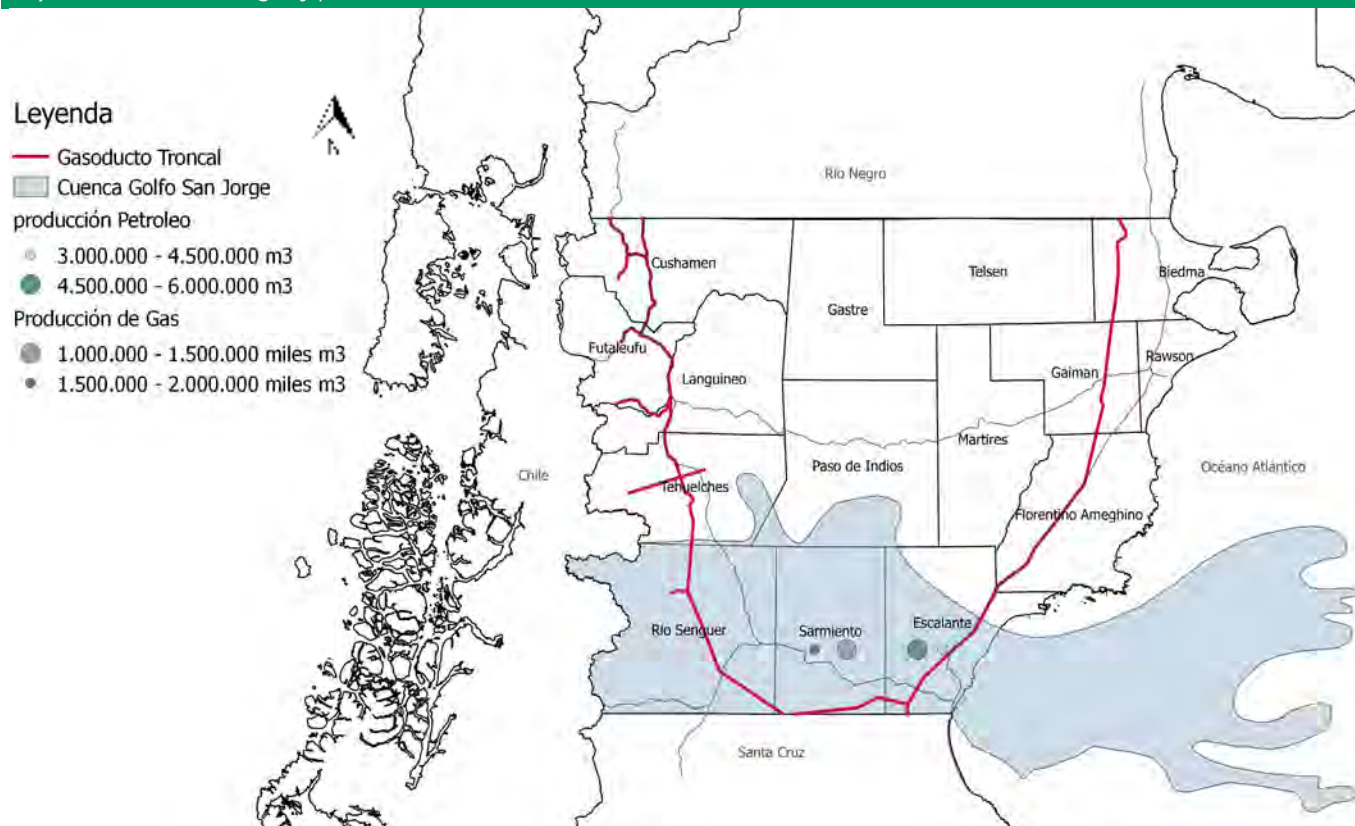 Leyenda
Gasoducto Troncal
Cuenca Golfo San Jorge
producción Petroleo
3.000.000 - 4.500.000 m3
4.500.000 - 6.000.000 m3
Producción de Gas
1.000.000 - 1.500.000 miles m3
1.500.000 - 2.000.000 miles m3
Río Negro
Cushamen
Telsen
Biedma
Gastre
Futaleufu
Rawson
Gaiman
Languineo
Martires
Paso de Indios
Océano Atlántico
Chile
Tehuelches
Florentino Ameghino
Escalante
Río Senguer
Sarmiento
Santa Cruz